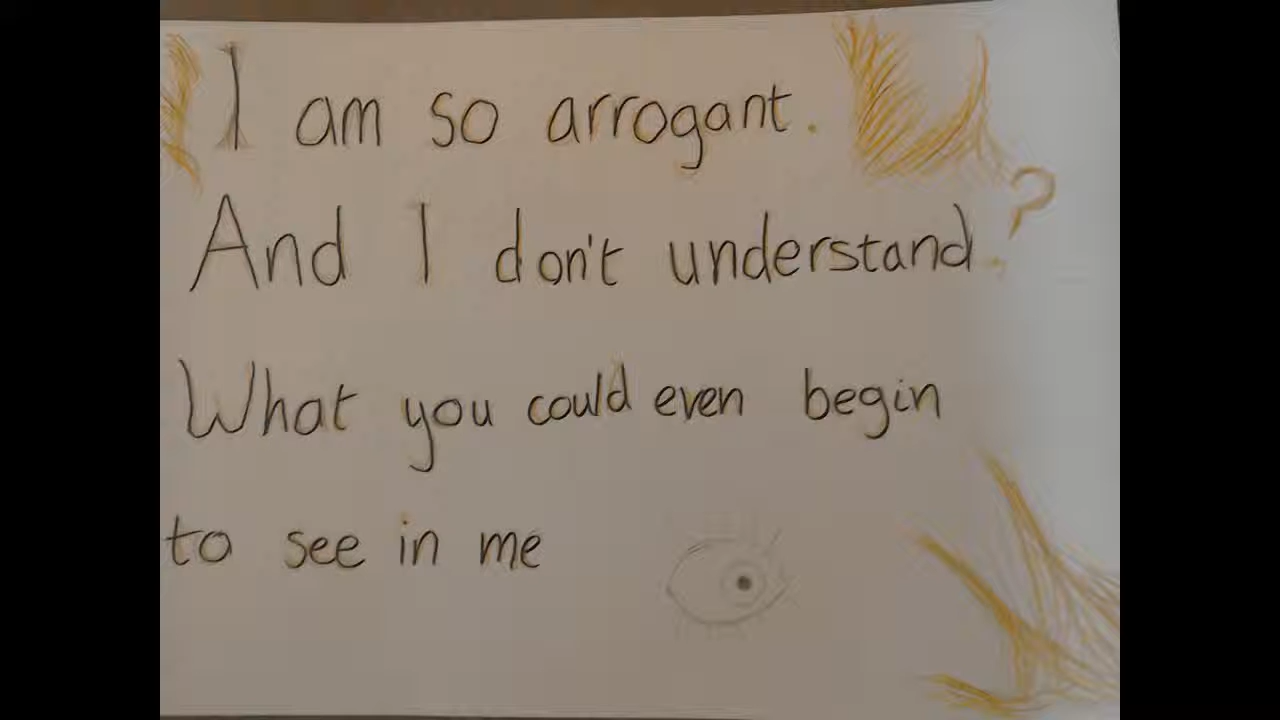 I am so arrogant.
And I don't understand.?
What you could even begin
to see in me